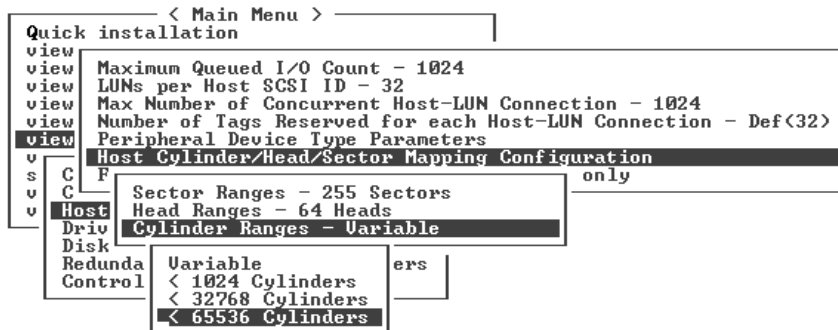 < Main Menu >
Quick installation
view
view Maximum Queued I/O Count - 1024
view LUNs per Host SCSI ID - 32
view Max Number of Concurrent Host-LUN Connection - 1024
view Number of Tags Reserved for each Host-LUN Connection - Def(32)
view Peripheral Device Type Parameters
v Host Cylinder/Head/Sector Mapping Configuration
s C F only
v C Sector Ranges - 255 Sectors
v Host Head Ranges - 64 Heads
Driv Cylinder Ranges - Variable
Disk
Redunda Variable ers
Control < 1024 Cylinders
< 32768 Cylinders
< 65536 Cylinders